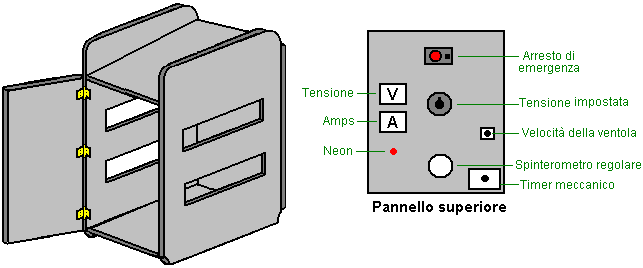 Arresto di
emergenza
Tensione
V
Tensione impostata
Amps
A
Velocità della ventola
Neon
Spinterometro regolare
Timer meccanico
Pannello superiore